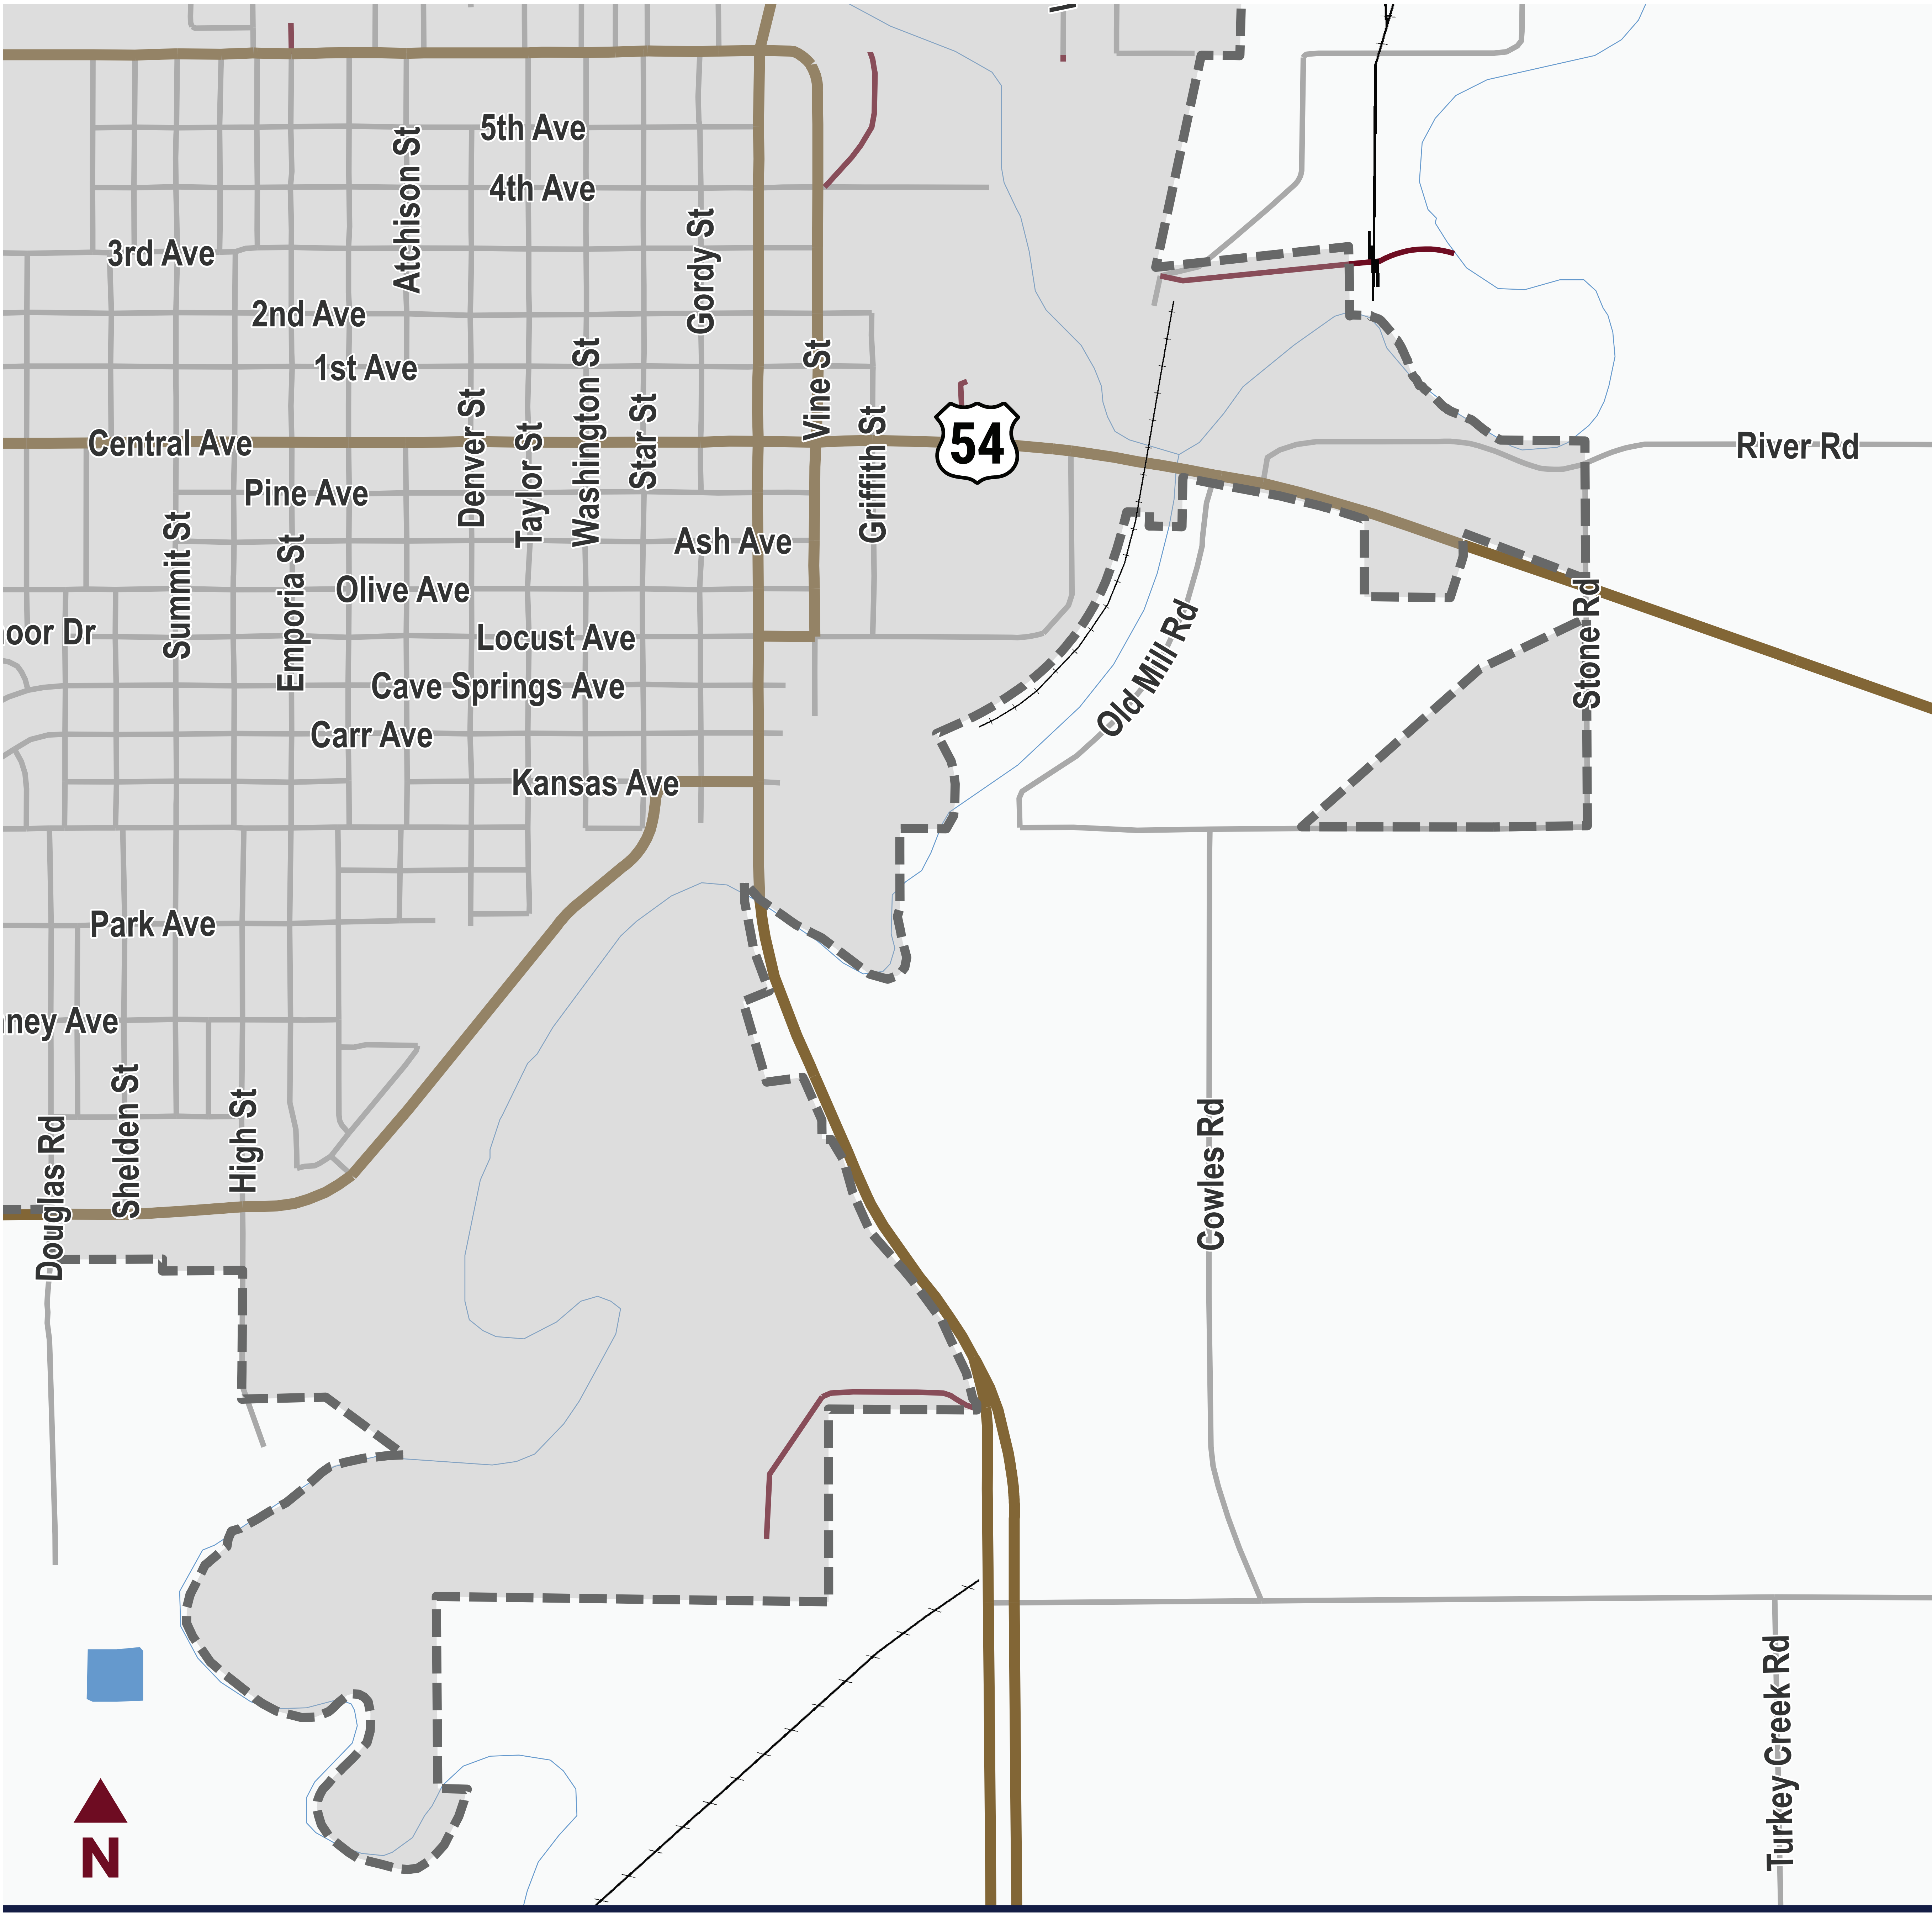 5th Ave
4th Ave
Atchison St
Gordy St
3rd Ave
2nd Ave
1st Ave
Vine St
Denver St
Taylor St
Washington St
Star St
Griffith St
54
Central Ave
River Rd
Pine Ave
Summit St
Emporia St
Ash Ave
Olive Ave
Stone Rd
oor Dr
Locust Ave
Old Mill Rd
Cave Springs Ave
Carr Ave
Kansas Ave
Park Ave
ney Ave
Douglas Rd
Shelden St
High St
Cowles Rd
Turkey Creek Rd
N